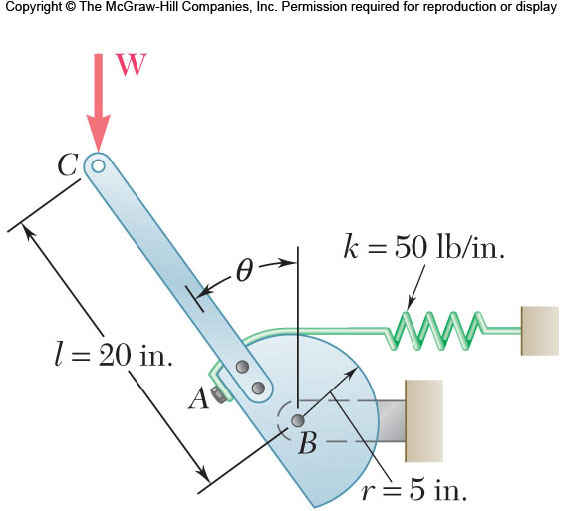 Copyright © The McGraw-Hill Companies, Inc. Permission required for reproduction or display
W
C
θ
k = 50 lb/in.
l = 20 in.
A
B
r = 5 in.